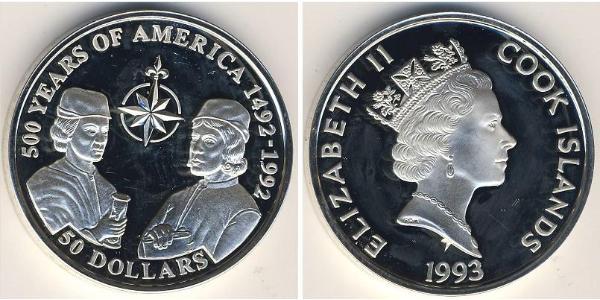 500 YEARS OF AMERICA 1492-1992
50 DOLLARS
ELIZABETH II
COOK ISLANDS
1993